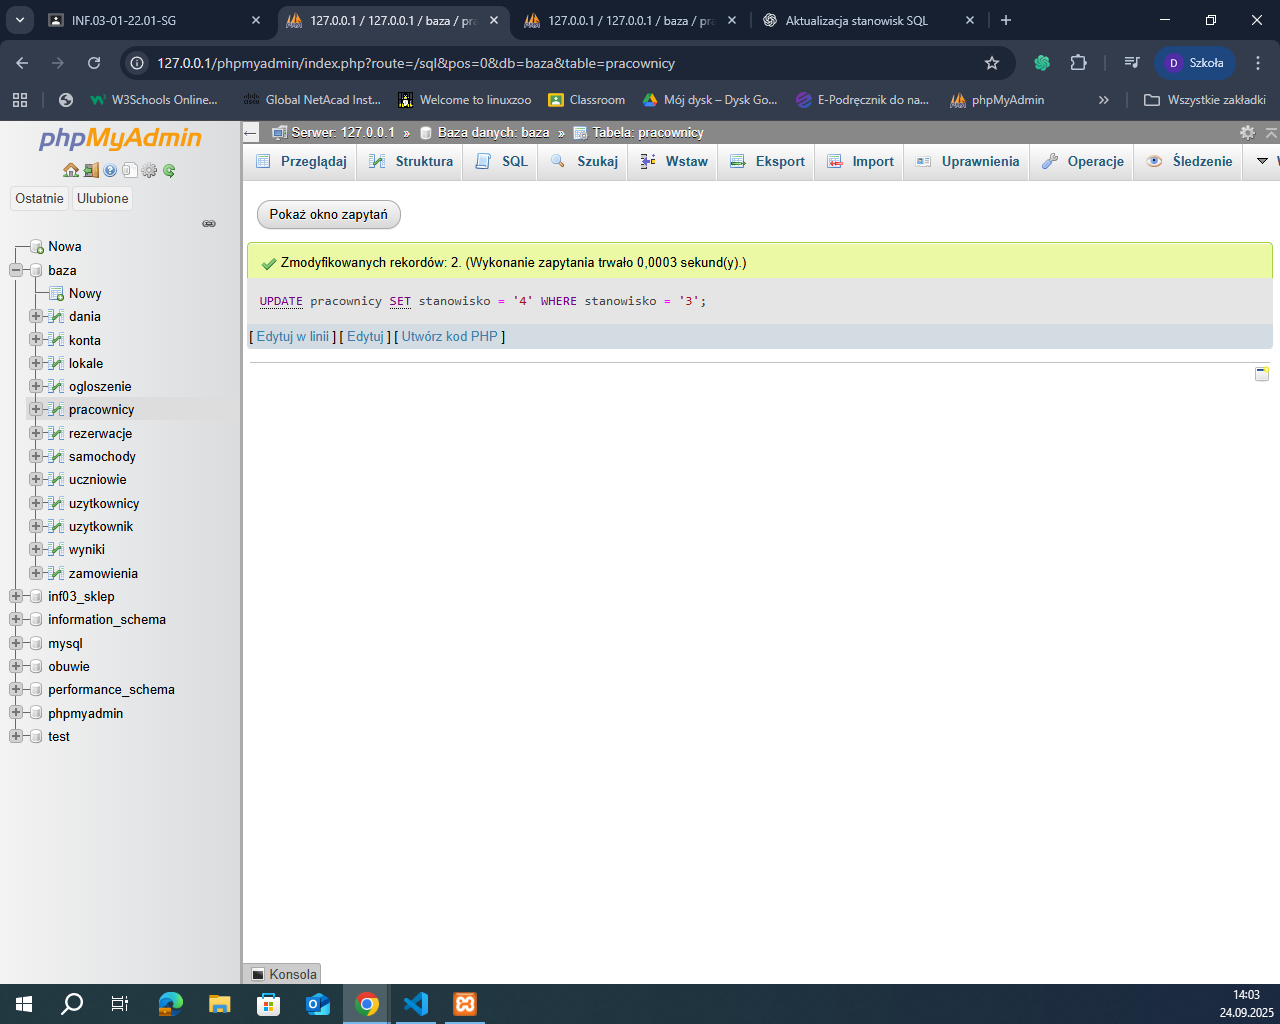 INF.03-01-22.01-SG
127.0.0.1 / 127.0.0.1 / baza / pra
127.0.0.1 / 127.0.0.1 / baza / pra
Aktualizacja stanowisk SQL
127.0.0.1/phpmyadmin/index.php?route=/sql&pos=0&db=baza&table=pracownicy
D Szkoła
W3Schools Online...
Global NetAcad Inst...
Welcome to linuxzoo
Classroom
Mój dysk – Dysk Go...
E-Podręcznik do na...
phpMyAdmin
Wszystkie zakładki
phpMyAdmin
Ostatnie
Ulubione
Nowa
baza
Nowy
dania
konta
lokale
ogloszenie
pracownicy
rezerwacje
samochody
uczniowie
uzytkownicy
uzytkownik
wyniki
zamowienia
inf03_sklep
information_schema
mysql
obuwie
performance_schema
phpmyadmin
test
Serwer: 127.0.0.1 » Baza danych: baza » Tabela: pracownicy
Przeglądaj
Struktura
SQL
Szukaj
Wstaw
Eksport
Import
Uprawnienia
Operacje
Śledzenie
Pokaż okno zapytań
Zmodyfikowanych rekordów: 2. (Wykonanie zapytania trwało 0,0003 sekund(y).)
UPDATE pracownicy SET stanowisko = '4' WHERE stanowisko = '3';
[ Edytuj w linii ] [ Edytuj ] [ Utwórz kod PHP ]
Konsola
14:03
24.09.2025